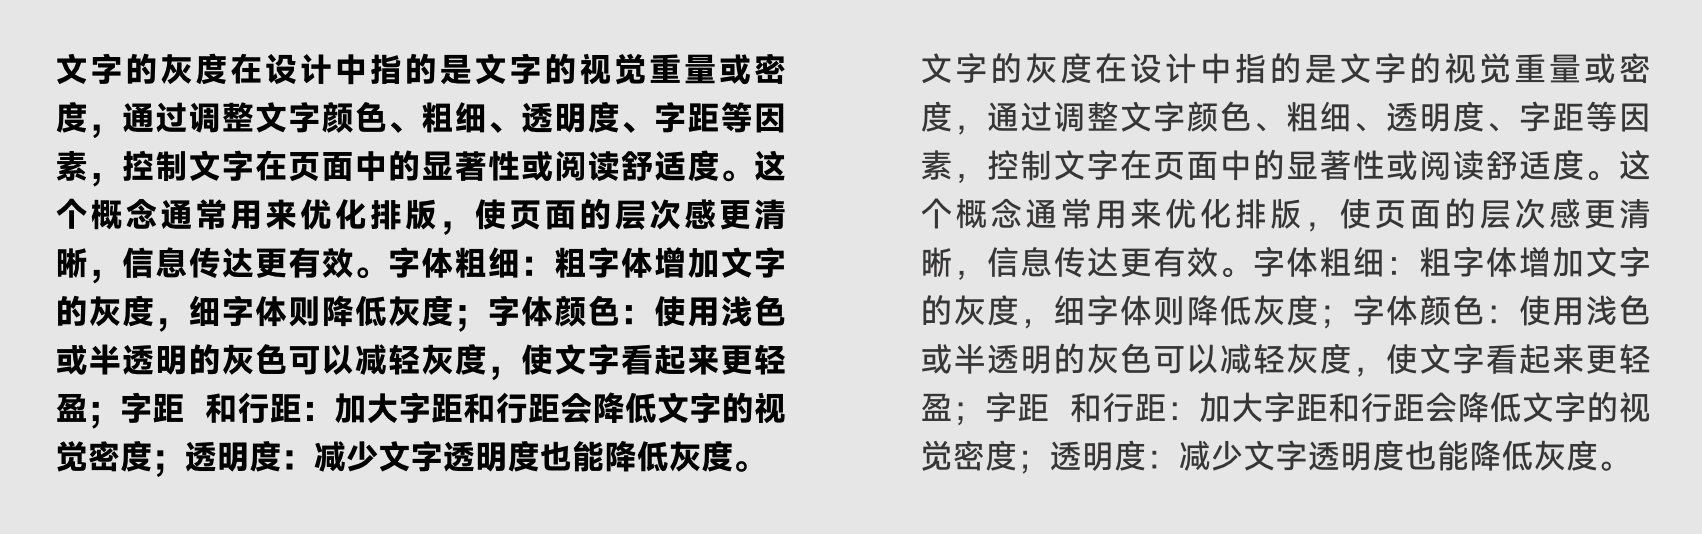 文字的灰度在设计中指的是文字的视觉重量或密
度，通过调整文字颜色、粗细、透明度、字距等因
素，控制文字在页面中的显著性或阅读舒适度。这
个概念通常用来优化排版，使页面的层次感更清
晰，信息传达更有效。字体粗细：粗字体增加文字
的灰度，细字体则降低灰度；字体颜色：使用浅色
或半透明的灰色可以减轻灰度，使文字看起来更轻
盈；字距 和行距：加大字距和行距会降低文字的视
觉密度；透明度：减少文字透明度也能降低灰度。
文字的灰度在设计中指的是文字的视觉重量或密
度，通过调整文字颜色、粗细、透明度、字距等因
素，控制文字在页面中的显著性或阅读舒适度。这
个概念通常用来优化排版，使页面的层次感更清
晰，信息传达更有效。字体粗细：粗字体增加文字
的灰度，细字体则降低灰度；字体颜色：使用浅色
或半透明的灰色可以减轻灰度，使文字看起来更轻
盈；字距 和行距：加大字距和行距会降低文字的视
觉密度；透明度：减少文字透明度也能降低灰度。